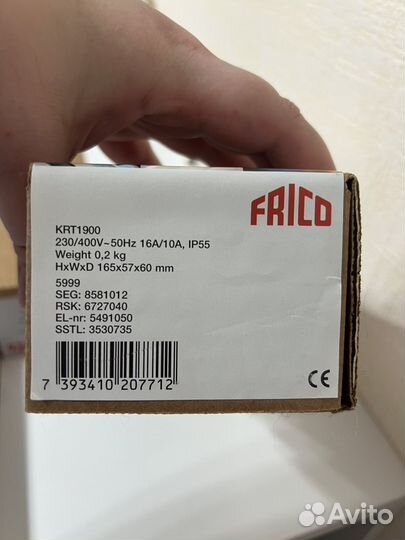 FRICO
KRT1900
230/400V~50Hz 16A/10A, IP55
Weight 0,2 kg
HxWxD 165x57x60 mm
5999
SEG: 8581012
RSK: 6727040
EL-nr: 5491050
SSTL: 3530735
7 393410 207712
CE
Avito